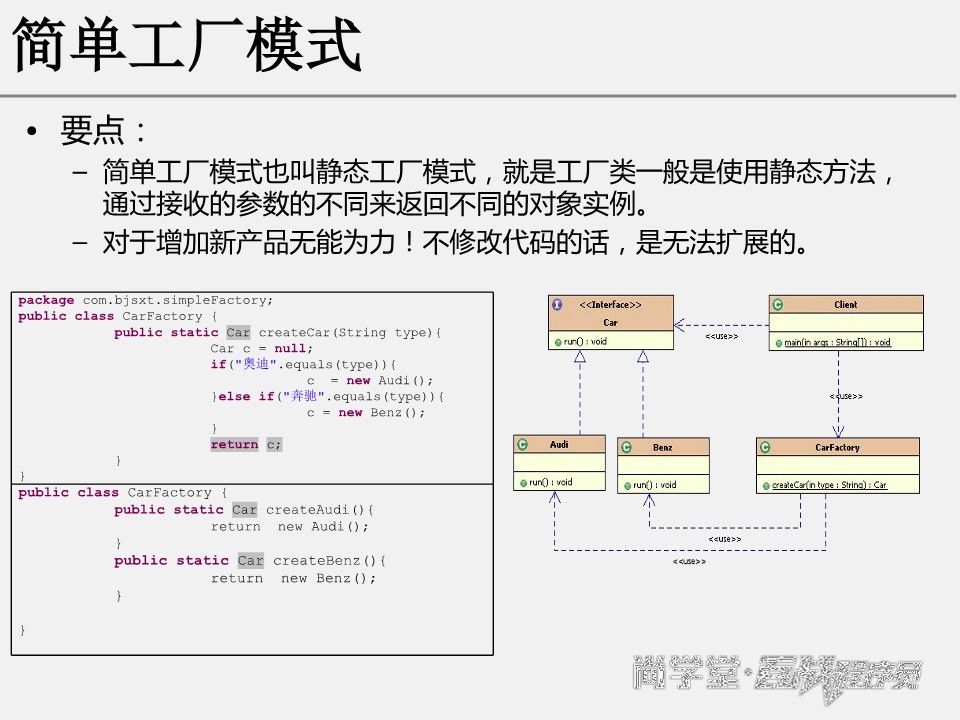 简单工厂模式
• 要点：
– 简单工厂模式也叫静态工厂模式，就是工厂类一般是使用静态方法，
通过接收的参数的不同来返回不同的对象实例。
– 对于增加新产品无能为力！不修改代码的话，是无法扩展的。
package com.bjsxt.simpleFactory;
public class CarFactory {
public static Car createCar(String type){
Car c = null;
if("奥迪".equals(type)){
c = new Audi();
}else if("奔驰".equals(type)){
c = new Benz();
}
return c;
}
}
public class CarFactory {
public static Car createAudi(){
return new Audi();
}
public static Car createBenz(){
return new Benz();
}
}
I <<Interface>>
Car
run() : void
<<use>>
C Client
main(in args : String[]) : void
<<use>>
C Audi
run() : void
C Benz
run() : void
C CarFactory
createCar(in type : String) : Car
<<use>>
<<use>>
尚学堂·实战程序员